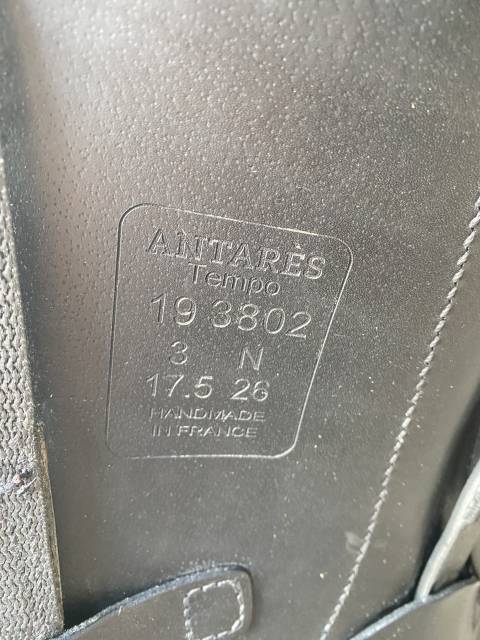 ANTARÈS
Tempo
19 3802
3 N
17.5 26
HANDMADE
IN FRANCE